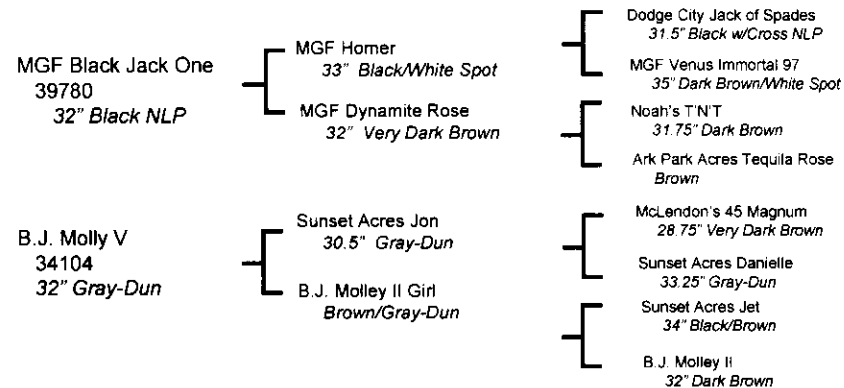 MGF Black Jack One
39780
32" Black NLP
MGF Homer
33" Black/White Spot
MGF Dynamite Rose
32" Very Dark Brown
Dodge City Jack of Spades
31.5" Black w/Cross NLP
MGF Venus Immortal 97
35" Dark Brown/White Spot
Noah's T'N'T
31.75" Dark Brown
Ark Park Acres Tequila Rose
Brown
B.J. Molly V
34104
32" Gray-Dun
Sunset Acres Jon
30.5" Gray-Dun
B.J. Molley II Girl
Brown/Gray-Dun
McLendon's 45 Magnum
28.75" Very Dark Brown
Sunset Acres Danielle
33.25" Gray-Dun
Sunset Acres Jet
34" Black/Brown
B.J. Molley II
32" Dark Brown